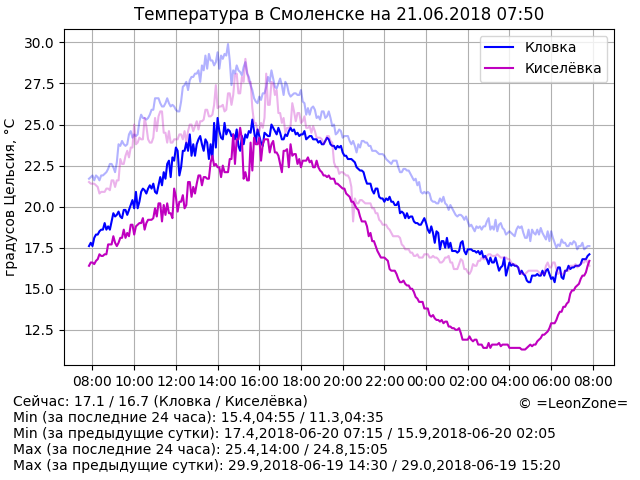 Температура в Смоленске на 21.06.2018 07:50
градусов Цельсия, °C
30.0
27.5
25.0
22.5
20.0
17.5
15.0
12.5
Кловка
Киселёвка
08:00 10:00 12:00 14:00 16:00 18:00 20:00 22:00 00:00 02:00 04:00 06:00 08:00
Сейчас: 17.1 / 16.7 (Кловка / Киселёвка)
© =LeonZone=
Min (за последние 24 часа): 15.4,04:55 / 11.3,04:35
Min (за предыдущие сутки): 17.4,2018-06-20 07:15 / 15.9,2018-06-20 02:05
Max (за последние 24 часа): 25.4,14:00 / 24.8,15:05
Max (за предыдущие сутки): 29.9,2018-06-19 14:30 / 29.0,2018-06-19 15:20